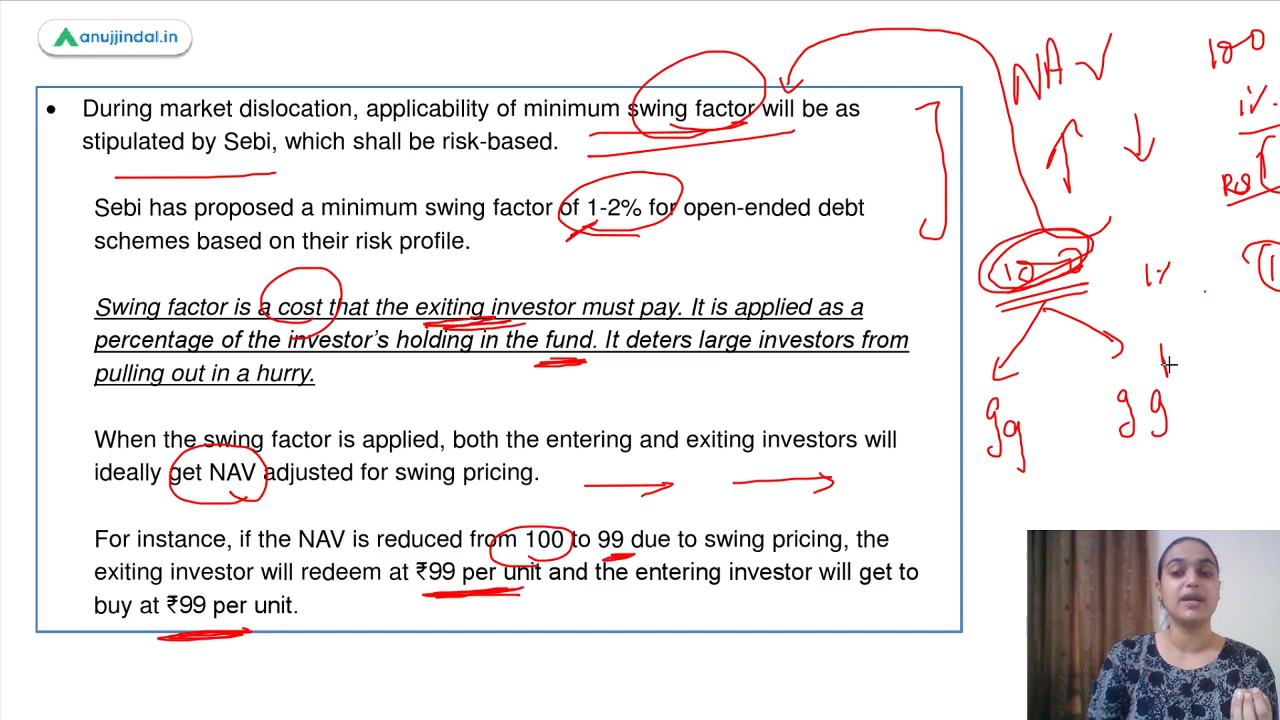 anujjindal.in
During market dislocation, applicability of minimum swing factor will be as
stipulated by Sebi, which shall be risk-based.
Sebi has proposed a minimum swing factor of 1-2% for open-ended debt
schemes based on their risk profile.
Swing factor is a cost that the exiting investor must pay. It is applied as a
percentage of the investor's holding in the fund. It deters large investors from
pulling out in a hurry.
When the swing factor is applied, both the entering and exiting investors will
ideally get NAV adjusted for swing pricing.
For instance, if the NAV is reduced from 100 to 99 due to swing pricing, the
exiting investor will redeem at ₹99 per unit and the entering investor will get to
buy at ₹99 per unit.
NAV
100
1%
1%
99
99